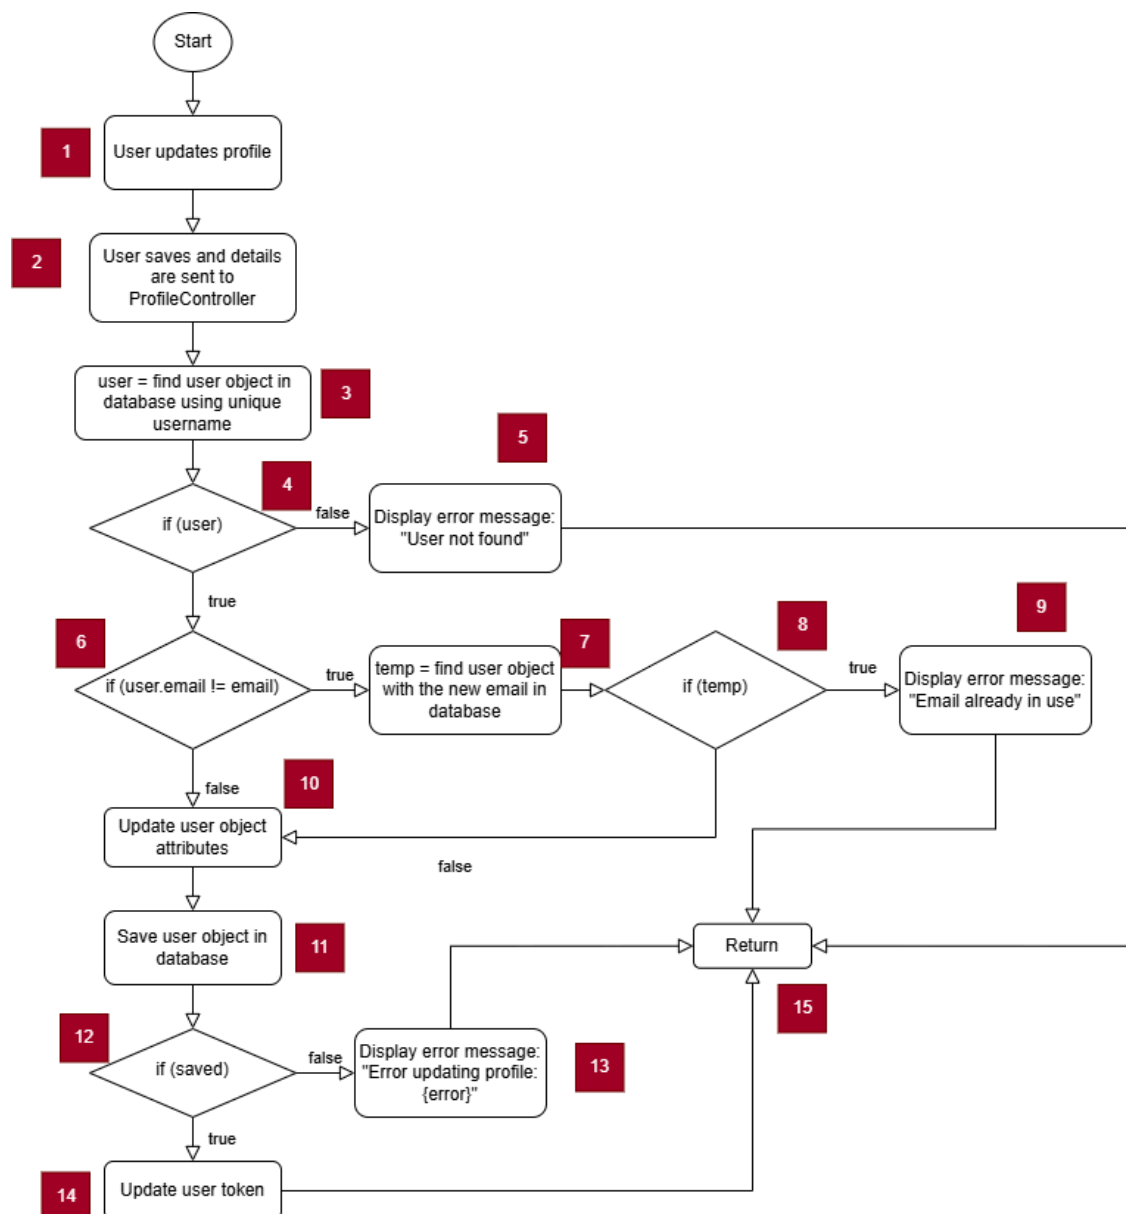 Start
1
User updates profile
2
User saves and details
are sent to
ProfileController
user = find user object in
database using unique
username
3
5
4
if (user)
false
Display error message:
"User not found"
true
9
6
7
8
if (user.email != email)
true
temp = find user object
with the new email in
database
if (temp)
true
Display error message:
"Email already in use"
10
false
Update user object
attributes
false
Save user object in
database
11
Return
15
12
if (saved)
false
Display error message:
"Error updating profile:
{error}"
13
true
14
Update user token